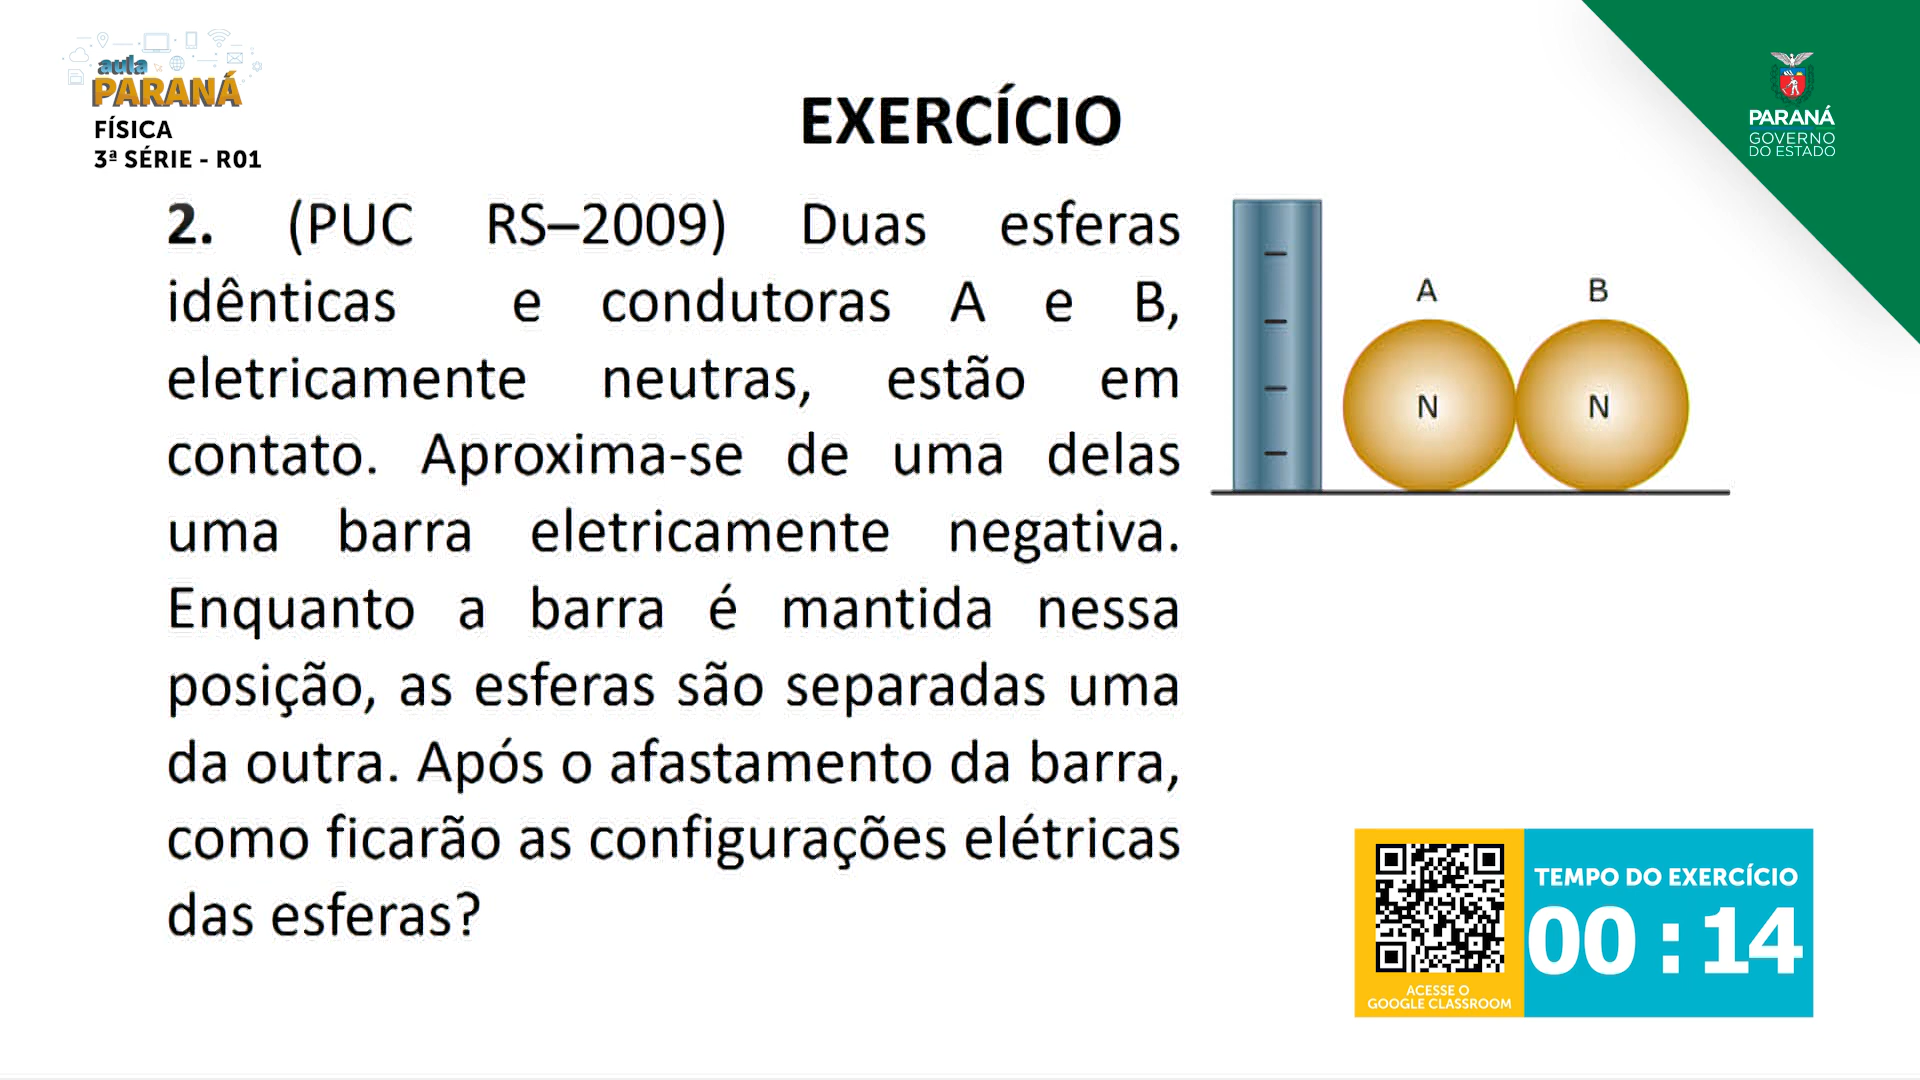 aula
PARANÁ
FÍSICA
3ª SÉRIE - R01
EXERCÍCIO
PARANÁ
GOVERNO
DO ESTADO
2. (PUC RS–2009) Duas esferas
idênticas e condutoras A e B,
eletricamente neutras, estão em
contato. Aproxima-se de uma delas
uma barra eletricamente negativa.
Enquanto a barra é mantida nessa
posição, as esferas são separadas uma
da outra. Após o afastamento da barra,
como ficarão as configurações elétricas
das esferas?
A B
N N
TEMPO DO EXERCÍCIO
00 : 14
ACESSE O
GOOGLE CLASSROOM